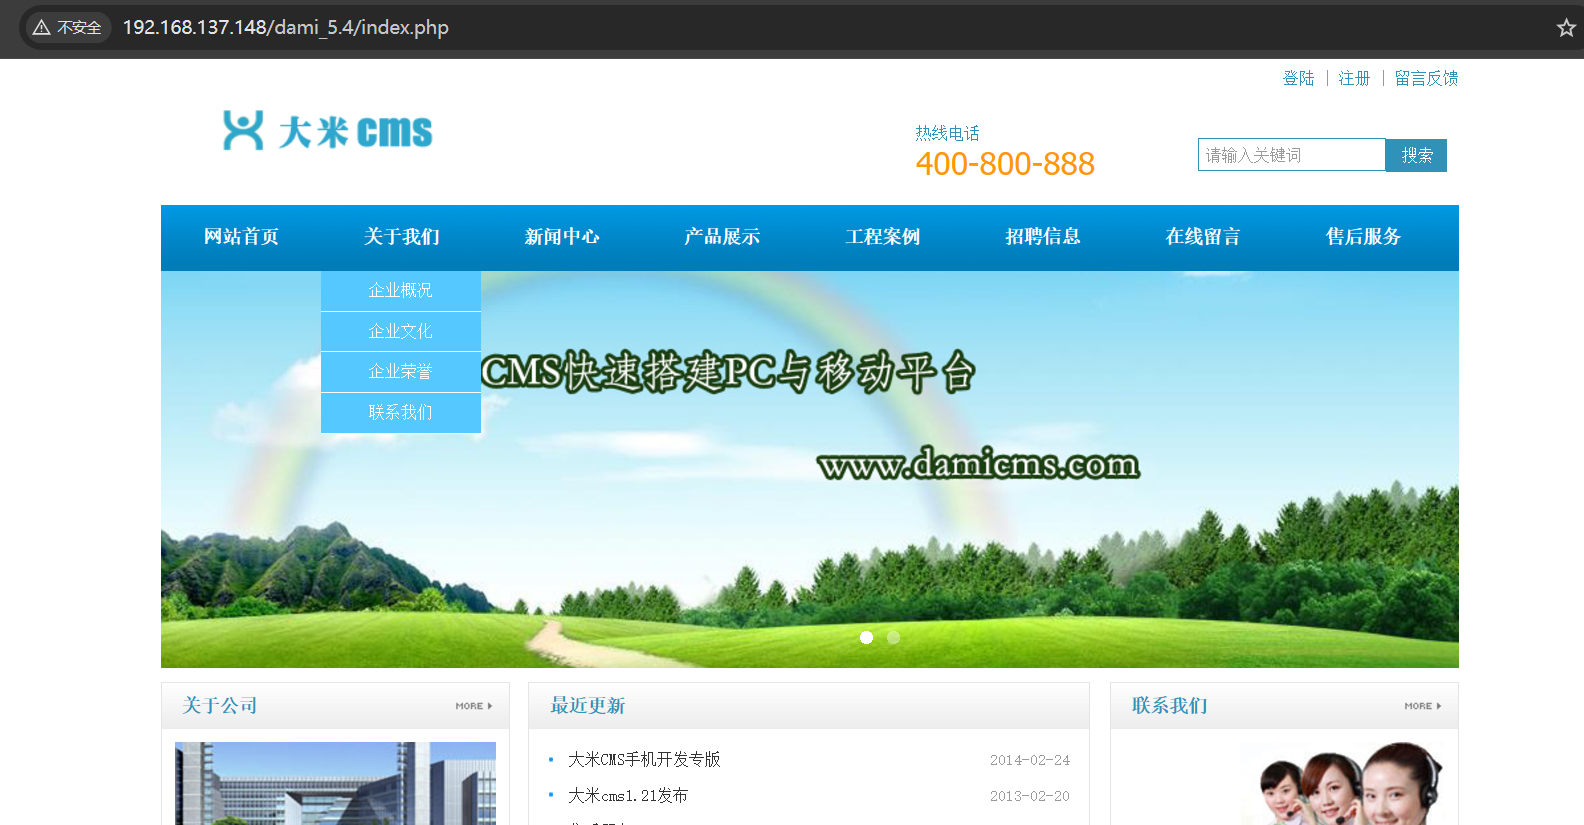 不安全 192.168.137.148/dami_5.4/index.php
登陆 | 注册 | 留言反馈
大米cms
热线电话
400-800-888
请输入关键词 搜索
网站首页 关于我们 新闻中心 产品展示 工程案例 招聘信息 在线留言 售后服务
企业概况
企业文化
企业荣誉
联系我们
CMS快速搭建PC与移动平台
www.damicms.com
关于公司 MORE
最近更新
联系我们 MORE
大米CMS手机开发专版 2014-02-24
大米cms1.21发布 2013-02-20